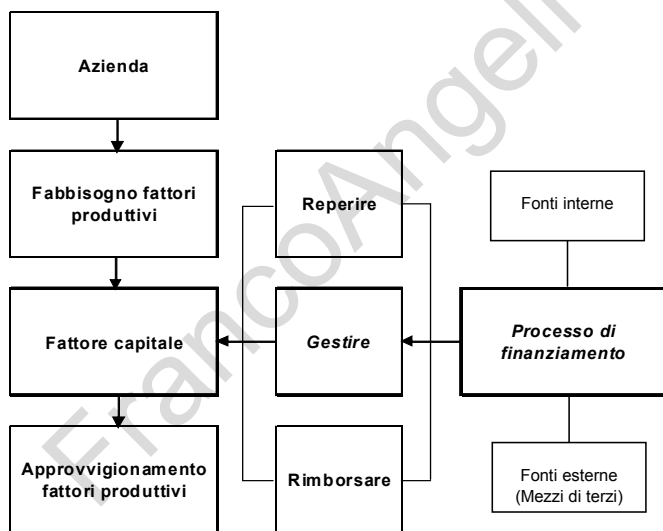 Azienda
Fabbisogno fattori
produttivi
Reperire
Fonti interne
Fattore capitale
Gestire
Processo di
finanziamento
Approvvigionamento
fattori produttivi
Rimborsare
Fonti esterne
(Mezzi di terzi)
FrancoAngeli